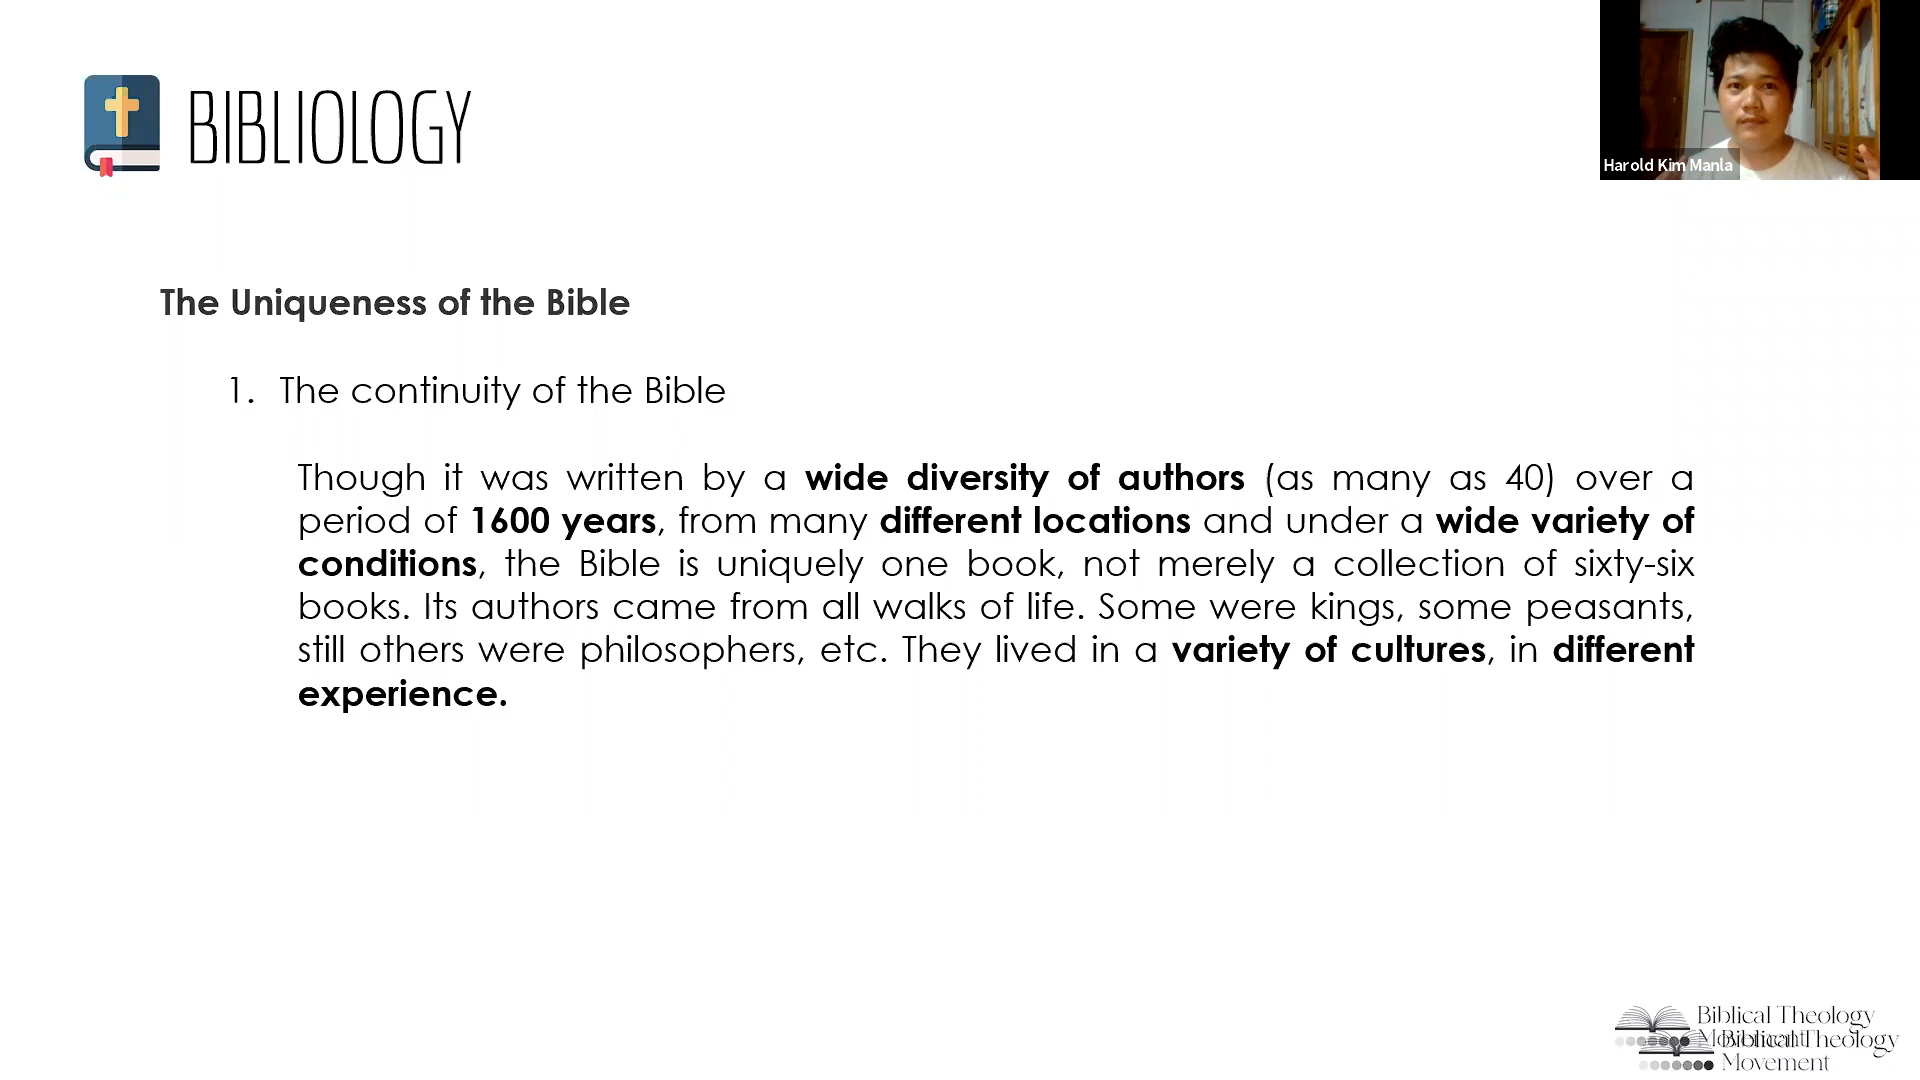 BIBLIOLOGY
Harold Kim Manla
The Uniqueness of the Bible
1. The continuity of the Bible
Though it was written by a wide diversity of authors (as many as 40) over a
period of 1600 years, from many different locations and under a wide variety of
conditions, the Bible is uniquely one book, not merely a collection of sixty-six
books. Its authors came from all walks of life. Some were kings, some peasants,
still others were philosophers, etc. They lived in a variety of cultures, in different
experience.
Biblical Theology
Movement
Biblical Theology
Movement